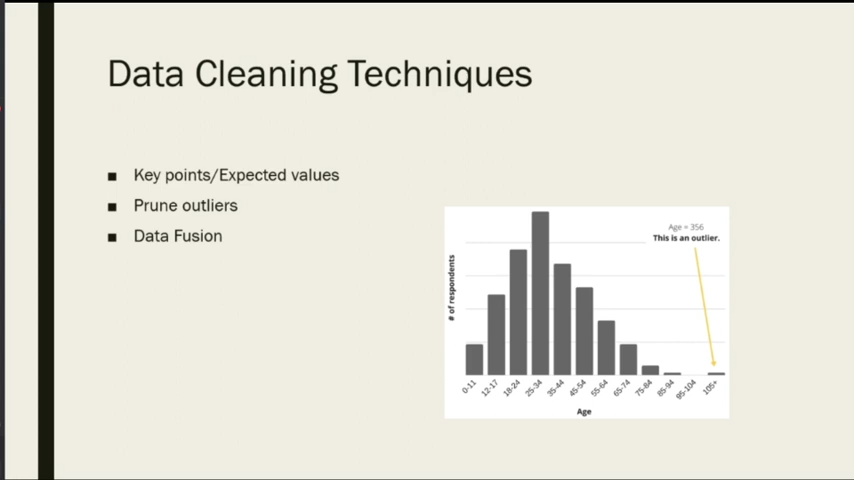 Data Cleaning Techniques
Key points/Expected values
Prune outliers
Data Fusion
Age = 356
This is an outlier.
# of respondents
0-11
12-17
18-24
25-34
35-44
45-54
55-64
65-74
75-84
85-94
95-104
105+
Age